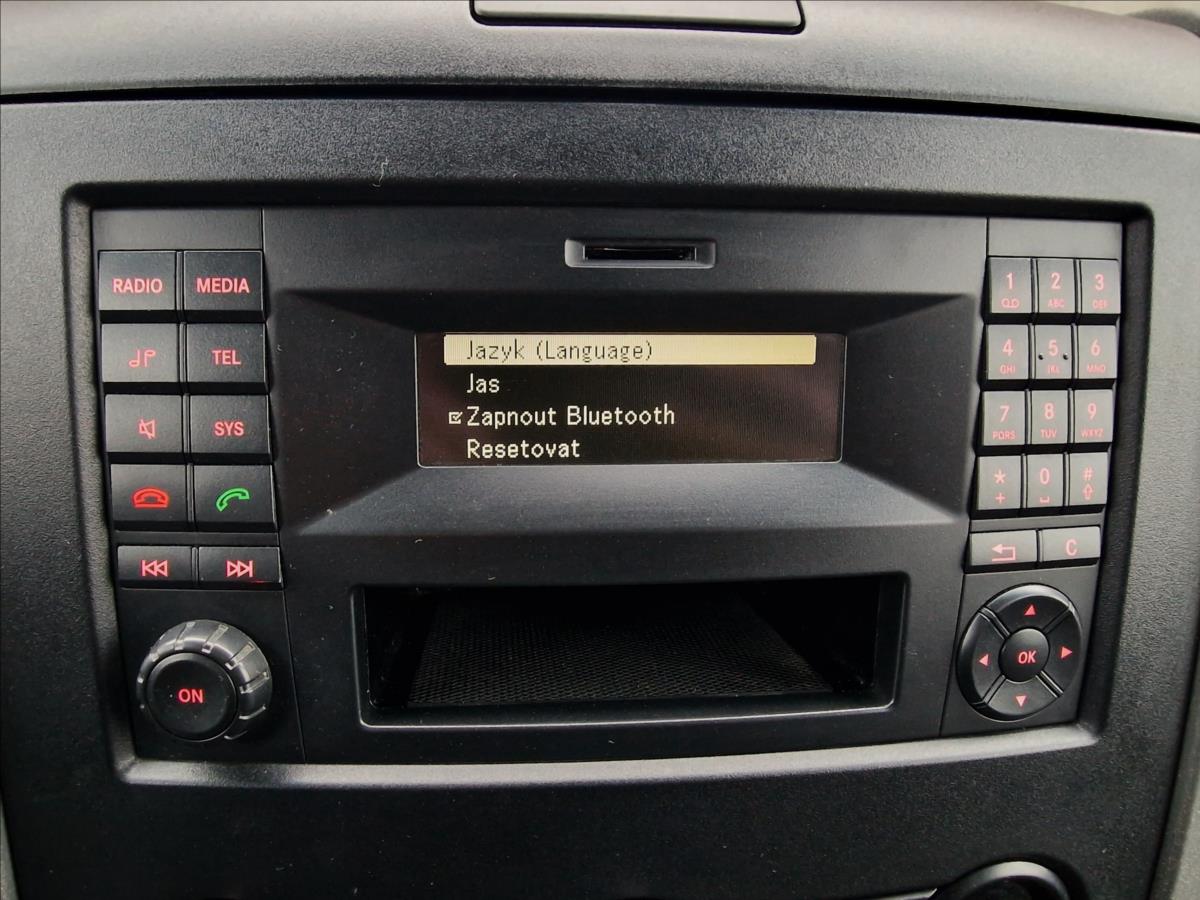 RADIO MEDIA
TEL
SYS
ON
Jazyk (Language)
Jas
Zapnout Bluetooth
Resetovat
1 2 ABC 3 DEF
4 GHI 5 JKL 6 MNO
7 PQRS 8 TUV 9 WXYZ
* + 0 #
C
OK